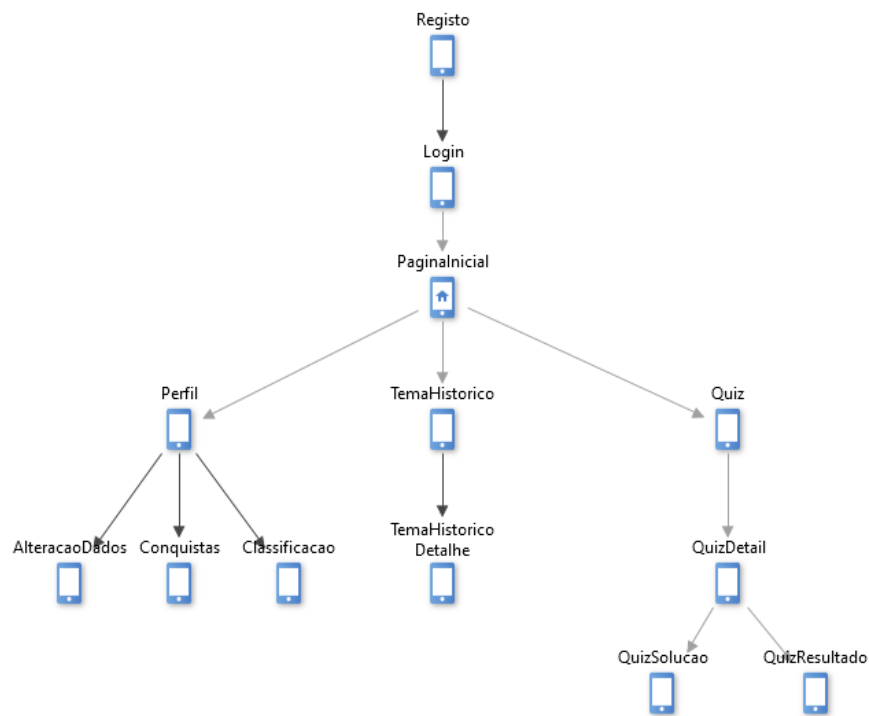 Registo
Login
PaginaInicial
Perfil
TemaHistorico
Quiz
AlteracaoDados
Conquistas
Classificacao
TemaHistorico
Detalhe
QuizDetail
QuizSolucao
QuizResultado